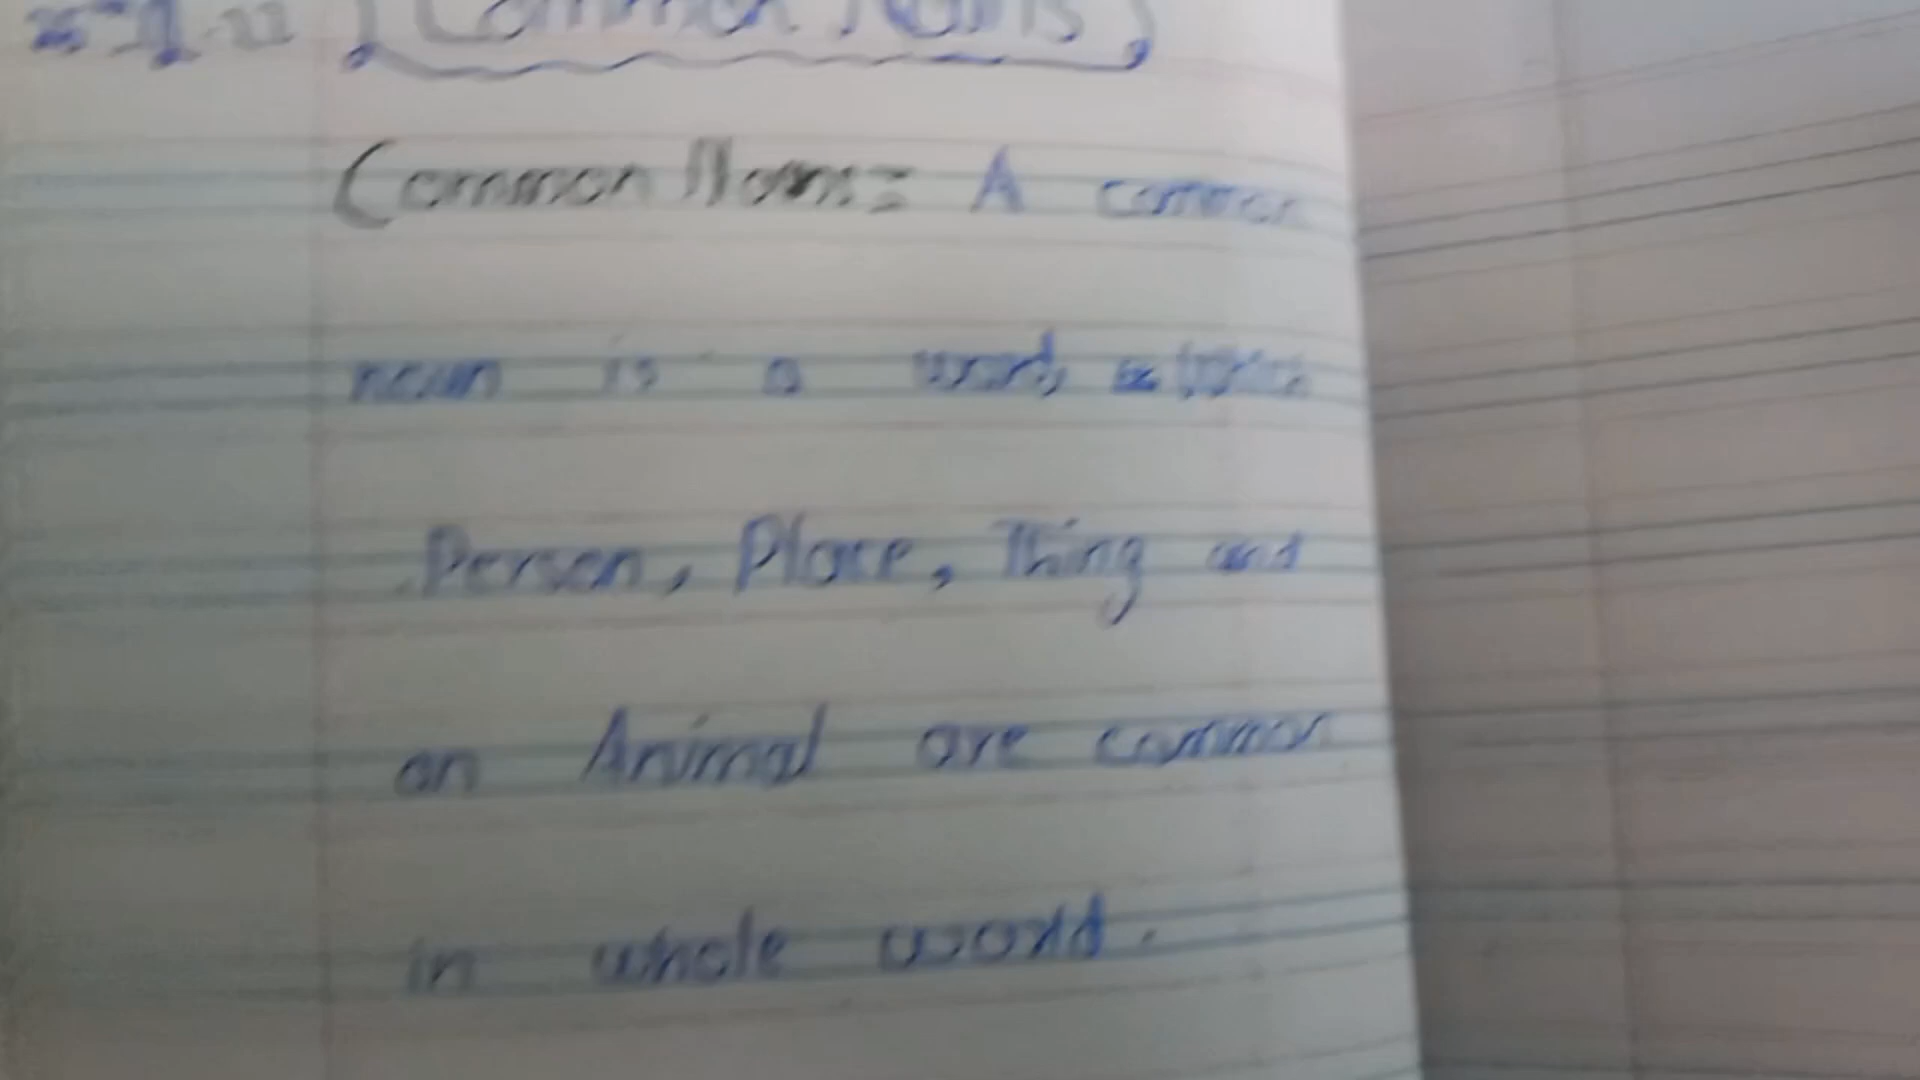 Common Nouns
Common Nouns= A common
noun is a word, which
Person, Place, Thing and
an Animal are common
in whole world.